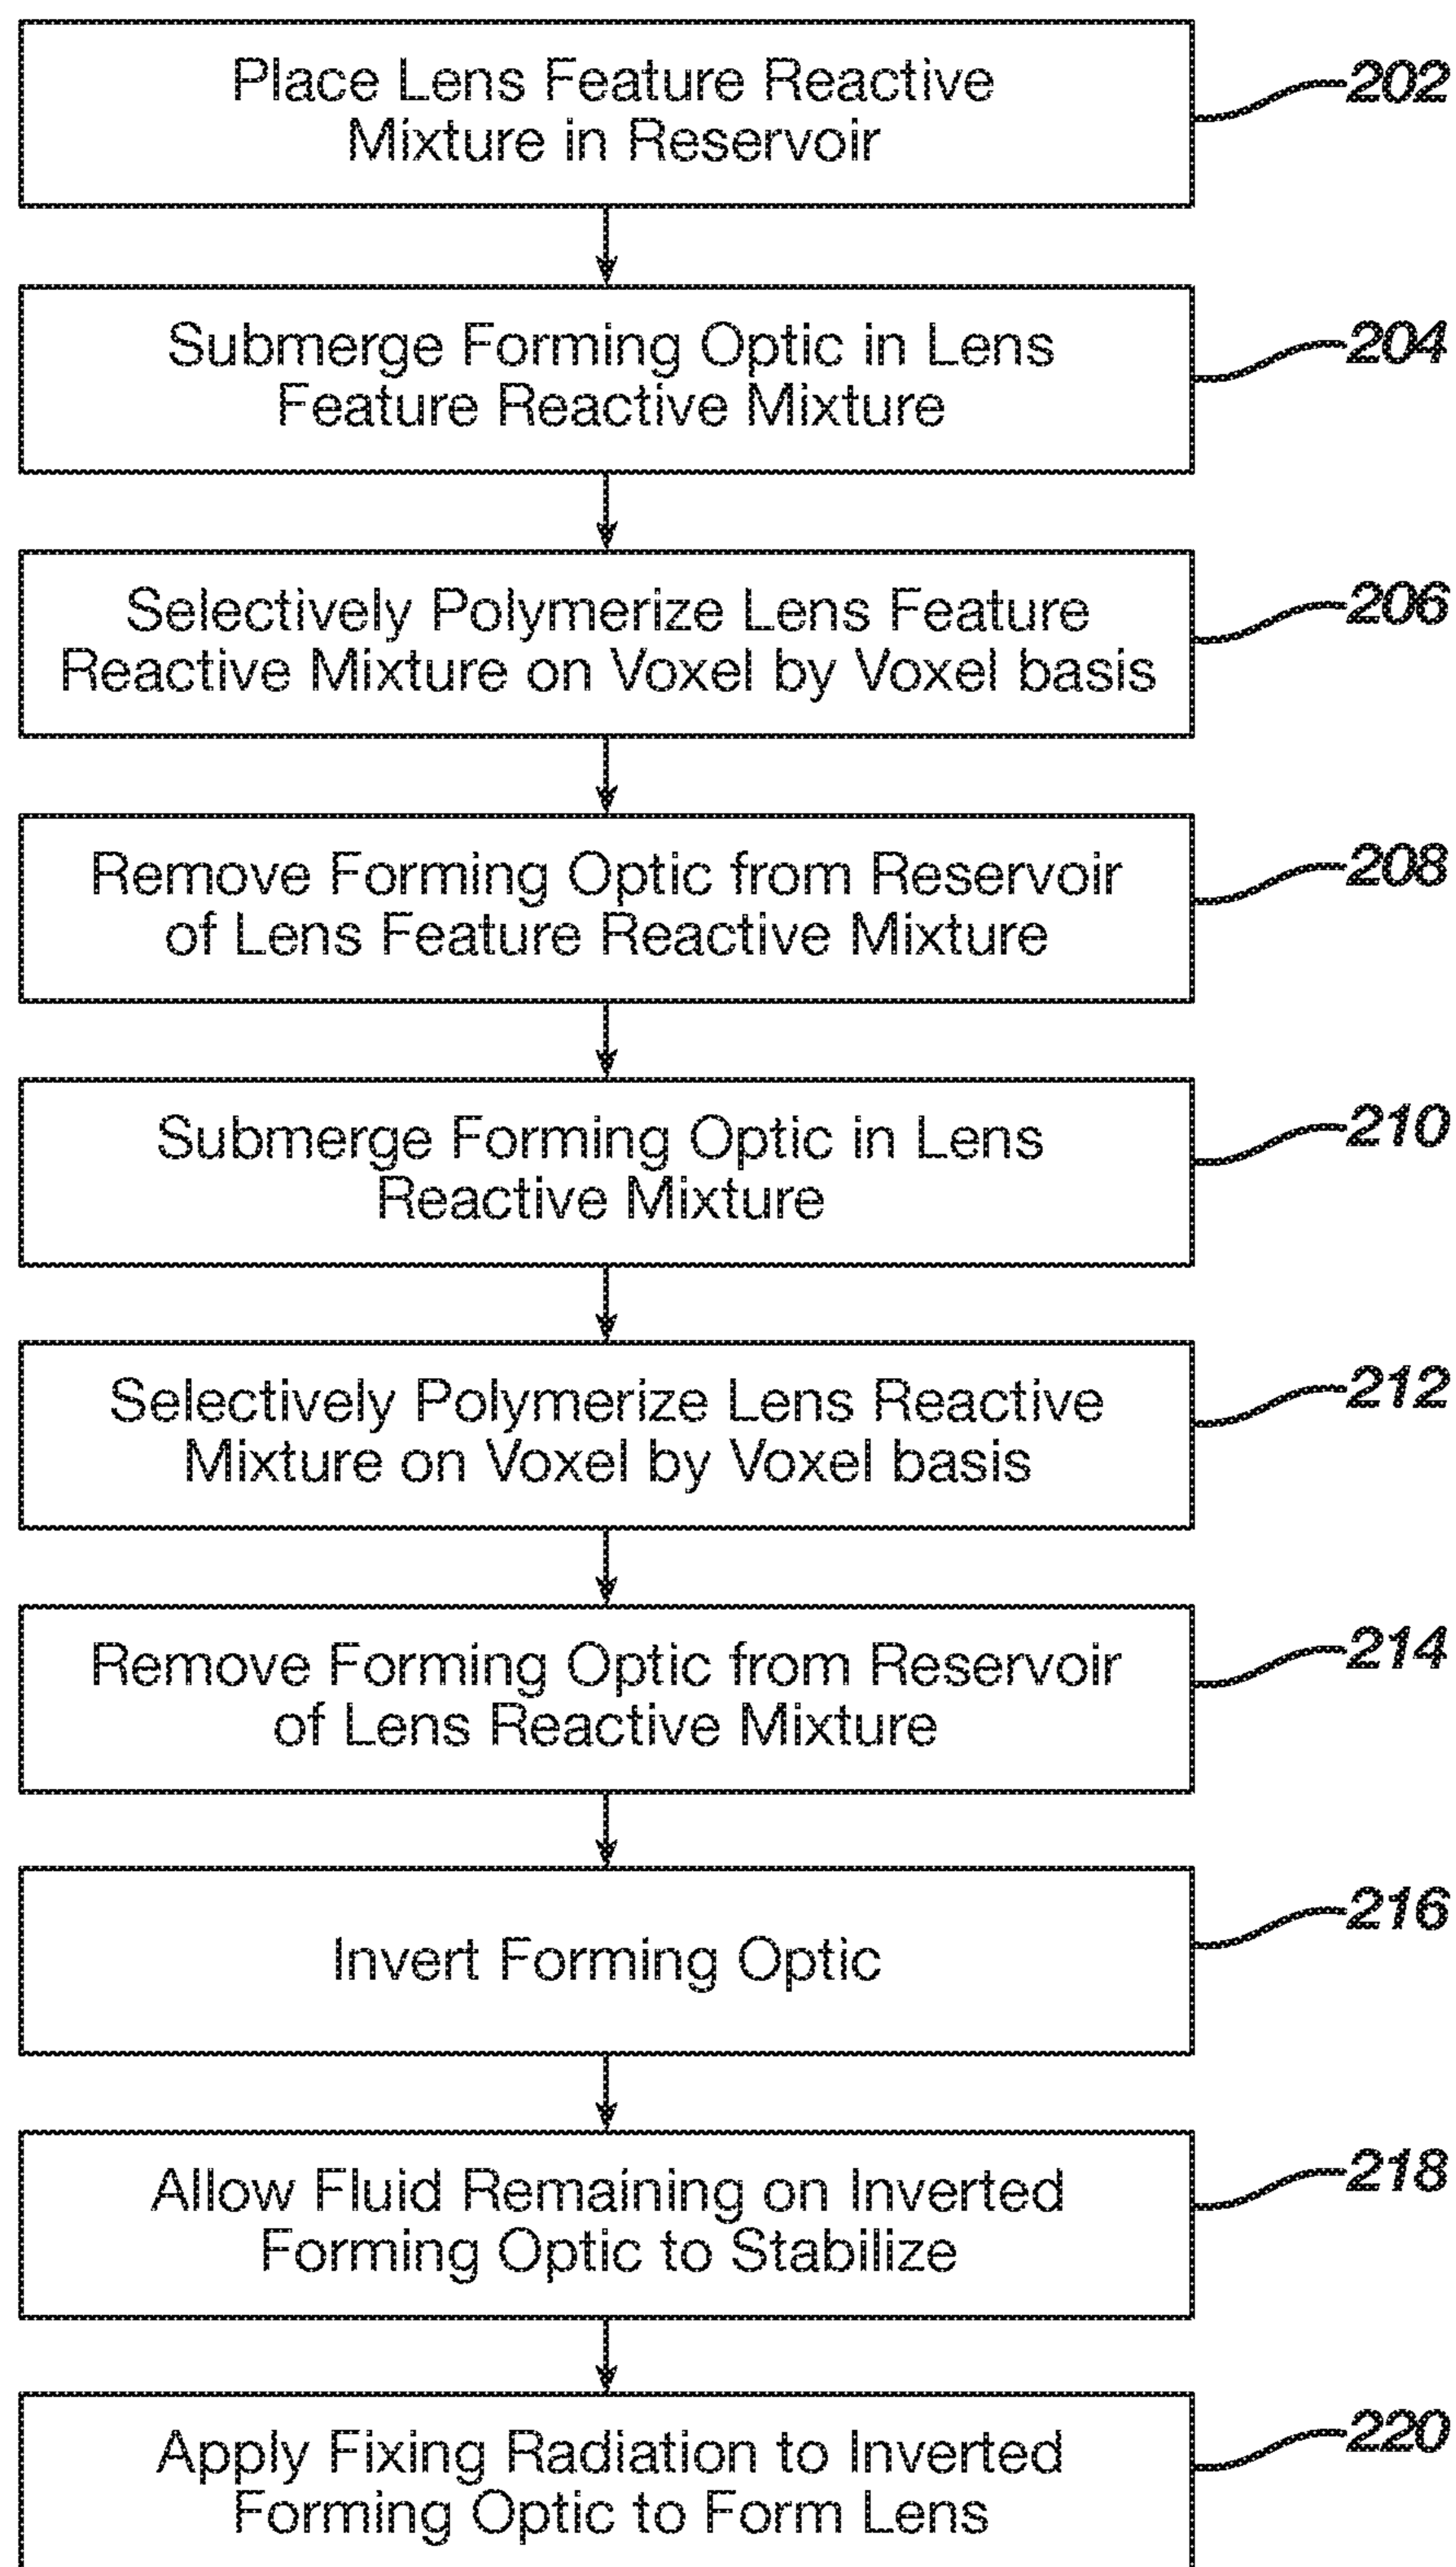 Place Lens Feature Reactive
Mixture in Reservoir
202
Submerge Forming Optic in Lens
Feature Reactive Mixture
204
Selectively Polymerize Lens Feature
Reactive Mixture on Voxel by Voxel basis
206
Remove Forming Optic from Reservoir
of Lens Feature Reactive Mixture
208
Submerge Forming Optic in Lens
Reactive Mixture
210
Selectively Polymerize Lens Reactive
Mixture on Voxel by Voxel basis
212
Remove Forming Optic from Reservoir
of Lens Reactive Mixture
214
Invert Forming Optic
216
Allow Fluid Remaining on Inverted
Forming Optic to Stabilize
218
Apply Fixing Radiation to Inverted
Forming Optic to Form Lens
220